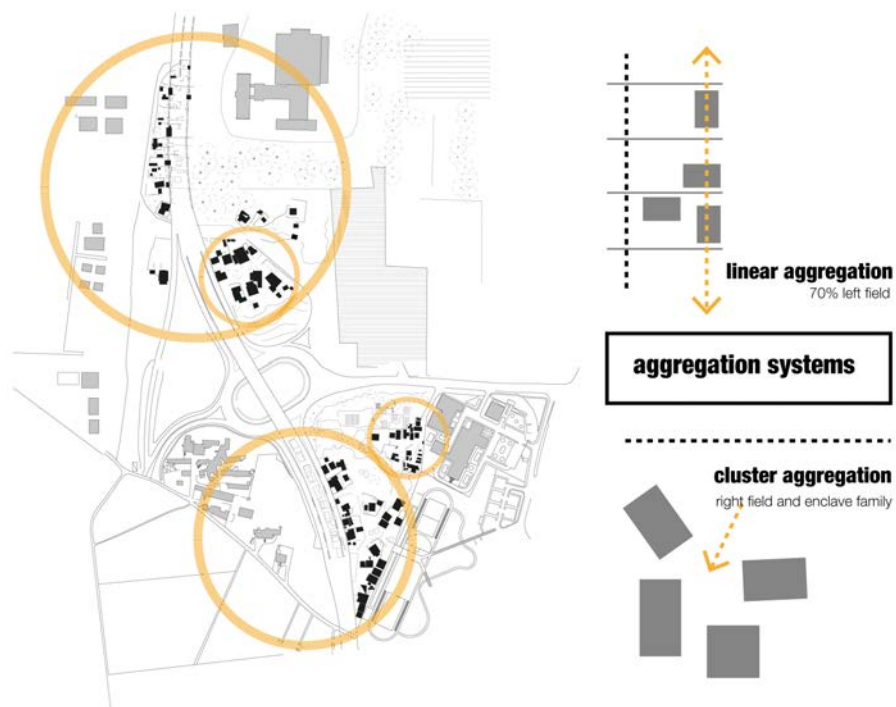 linear aggregation
70% left field
aggregation systems
cluster aggregation
right field and enclave family